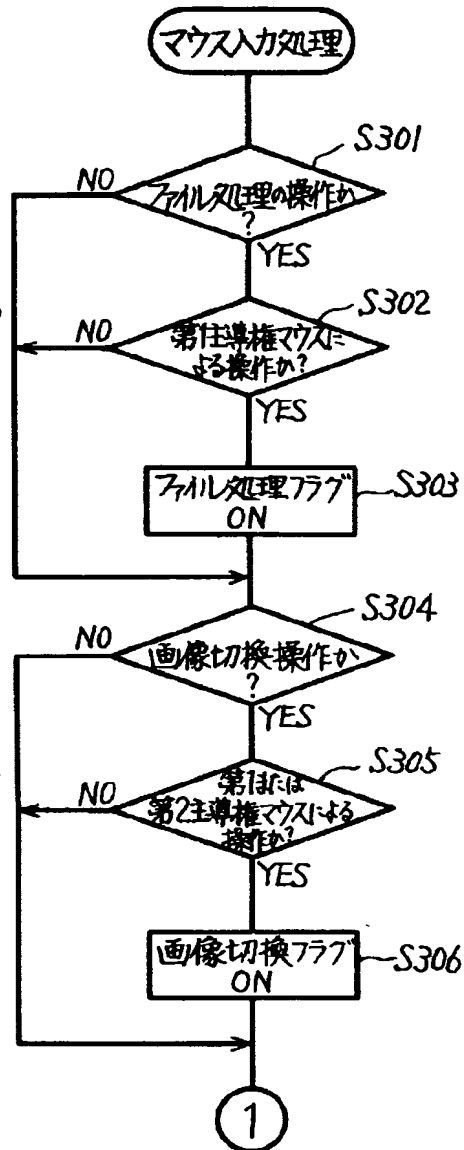 マウス入力処理
S301
NO
ファイル処理の操作か
?
YES
S302
NO
第1主導権マウスに
よる操作か?
YES
ファイル処理フラグ
ON
S303
S304
NO
画像切換操作か
?
YES
S305
NO
第1または
第2主導権マウスによる
操作か?
YES
画像切換フラグ
ON
S306
1